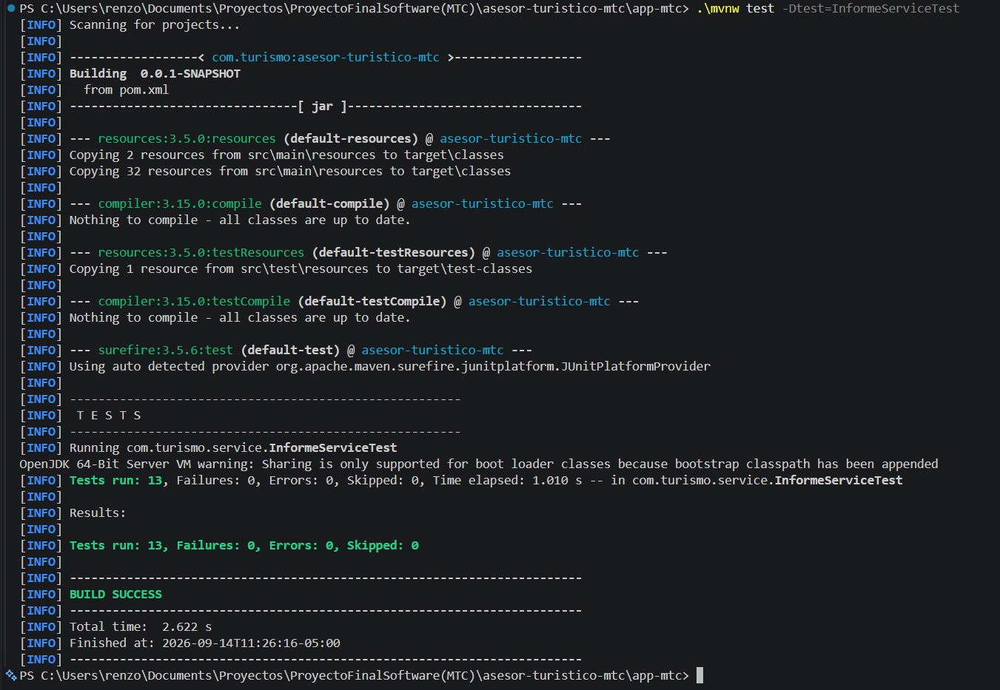 PS C:\Users\renzo\Documents\Proyectos\ProyectoFinalSoftware(MTC)\asesor-turistico-mtc\app-mtc> .\mvnw test -Dtest=InformeServiceTest
[INFO] Scanning for projects...
[INFO]
[INFO] ------------------< com.turismo:asesor-turistico-mtc >------------------
[INFO] Building  0.0.1-SNAPSHOT
[INFO]   from pom.xml
[INFO] --------------------------------[ jar ]---------------------------------
[INFO]
[INFO] --- resources:3.5.0:resources (default-resources) @ asesor-turistico-mtc ---
[INFO] Copying 2 resources from src\main\resources to target\classes
[INFO] Copying 32 resources from src\main\resources to target\classes
[INFO]
[INFO] --- compiler:3.15.0:compile (default-compile) @ asesor-turistico-mtc ---
[INFO] Nothing to compile - all classes are up to date.
[INFO]
[INFO] --- resources:3.5.0:testResources (default-testResources) @ asesor-turistico-mtc ---
[INFO] Copying 1 resource from src\test\resources to target\test-classes
[INFO]
[INFO] --- compiler:3.15.0:testCompile (default-testCompile) @ asesor-turistico-mtc ---
[INFO] Nothing to compile - all classes are up to date.
[INFO]
[INFO] --- surefire:3.5.6:test (default-test) @ asesor-turistico-mtc ---
[INFO] Using auto detected provider org.apache.maven.surefire.junitplatform.JUnitPlatformProvider
[INFO]
[INFO] -------------------------------------------------------
[INFO]  T E S T S
[INFO] -------------------------------------------------------
[INFO] Running com.turismo.service.InformeServiceTest
OpenJDK 64-Bit Server VM warning: Sharing is only supported for boot loader classes because bootstrap classpath has been appended
[INFO] Tests run: 13, Failures: 0, Errors: 0, Skipped: 0, Time elapsed: 1.010 s -- in com.turismo.service.InformeServiceTest
[INFO]
[INFO] Results:
[INFO]
[INFO] Tests run: 13, Failures: 0, Errors: 0, Skipped: 0
[INFO]
[INFO] ------------------------------------------------------------------------
[INFO] BUILD SUCCESS
[INFO] ------------------------------------------------------------------------
[INFO] Total time:  2.622 s
[INFO] Finished at: 2026-09-14T11:26:16-05:00
[INFO] ------------------------------------------------------------------------
PS C:\Users\renzo\Documents\Proyectos\ProyectoFinalSoftware(MTC)\asesor-turistico-mtc\app-mtc>